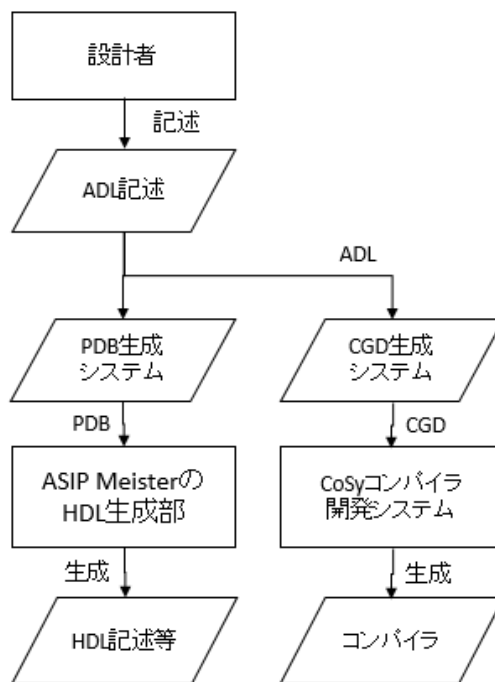 設計者
記述
ADL記述
ADL
PDB生成
システム
CGD生成
システム
PDB
CGD
ASIP Meisterの
HDL生成部
CoSyコンパイラ
開発システム
生成
生成
HDL記述等
コンパイラ